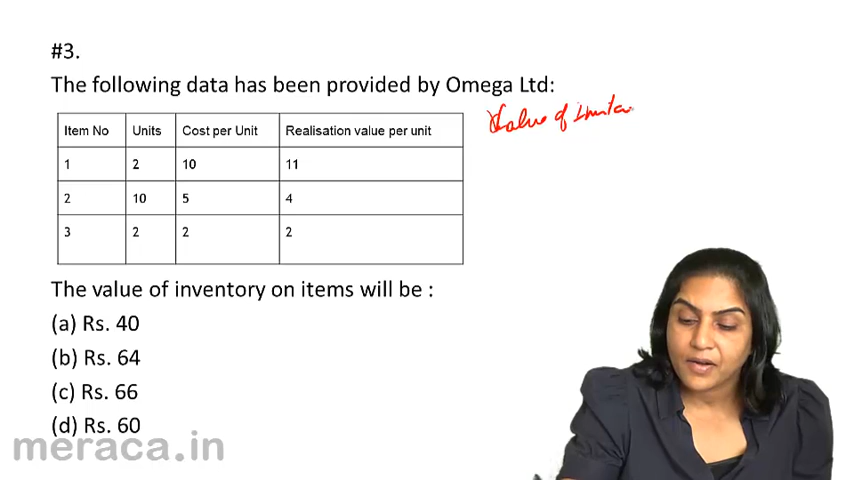 #3.
The following data has been provided by Omega Ltd:
Value of
Item No Units Cost per Unit Realisation value per unit
1 2 10 11
2 10 5 4
3 2 2 2
The value of inventory on items will be :
(a) Rs. 40
(b) Rs. 64
(c) Rs. 66
(d) Rs. 60
meraca.in